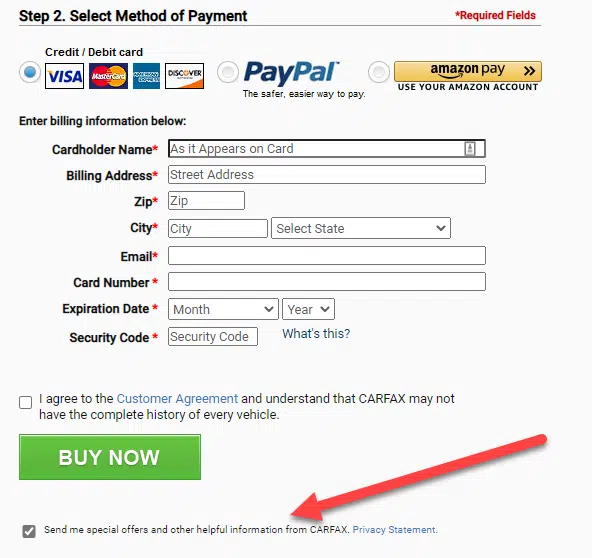 Step 2. Select Method of Payment
*Required Fields
Credit / Debit card
VISA MasterCard AMERICAN EXPRESS DISCOVER
PayPal
The safer, easier way to pay.
amazon pay
USE YOUR AMAZON ACCOUNT
Enter billing information below:
Cardholder Name* As it Appears on Card
Billing Address* Street Address
Zip* Zip
City* City Select State
Email*
Card Number *
Expiration Date * Month Year
Security Code * Security Code What's this?
I agree to the Customer Agreement and understand that CARFAX may not
have the complete history of every vehicle.
BUY NOW
Send me special offers and other helpful information from CARFAX. Privacy Statement.